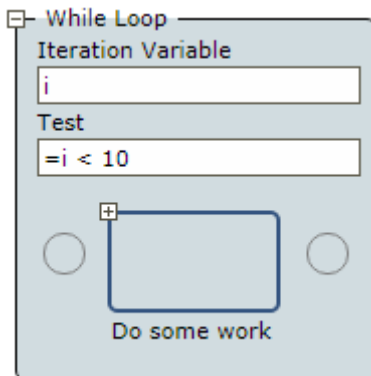 While Loop
Iteration Variable
i
Test
=i < 10
Do some work